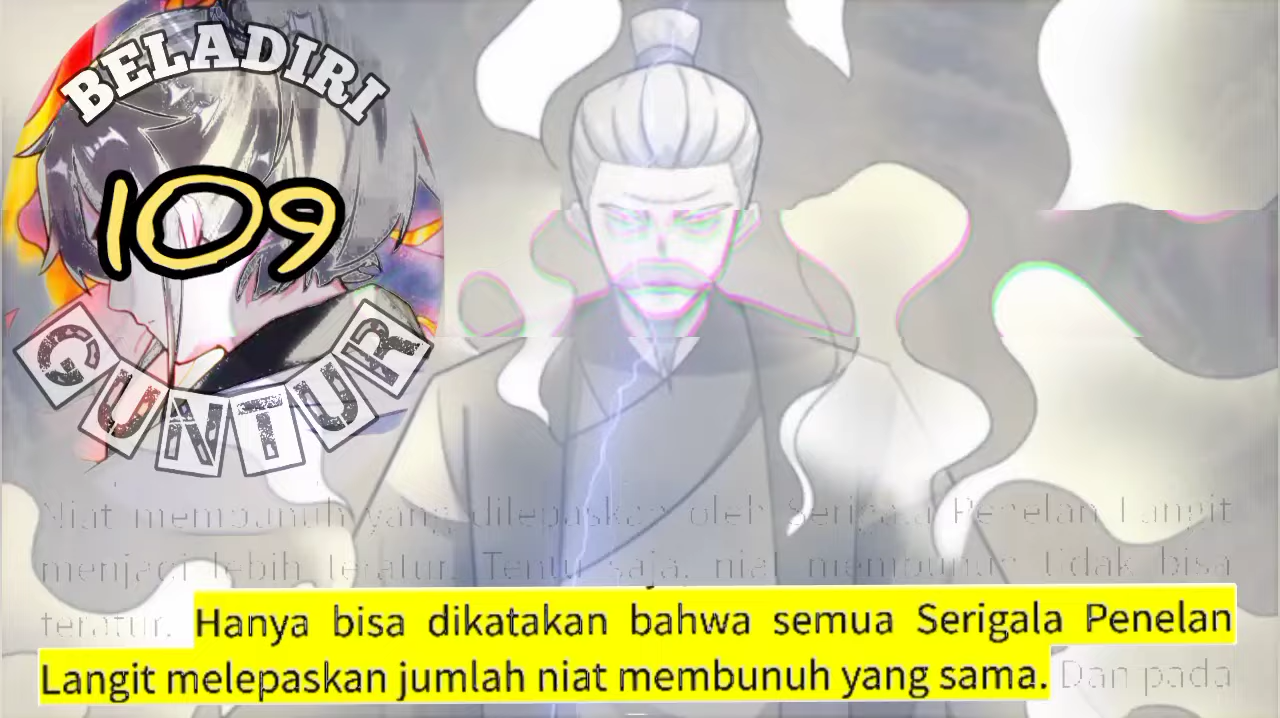 BELADIRI
109
GUNTUR
Niat membunuh yang dilepaskan oleh Serigala Penelan Langit
menjadi lebih teratur. Tentu saja, niat membunuh tidak bisa
teratur. Hanya bisa dikatakan bahwa semua Serigala Penelan
Langit melepaskan jumlah niat membunuh yang sama. Dan pada